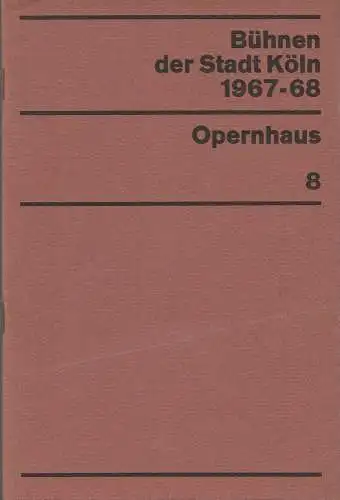 Bühnen
der Stadt Köln
1967-68
Opernhaus
8